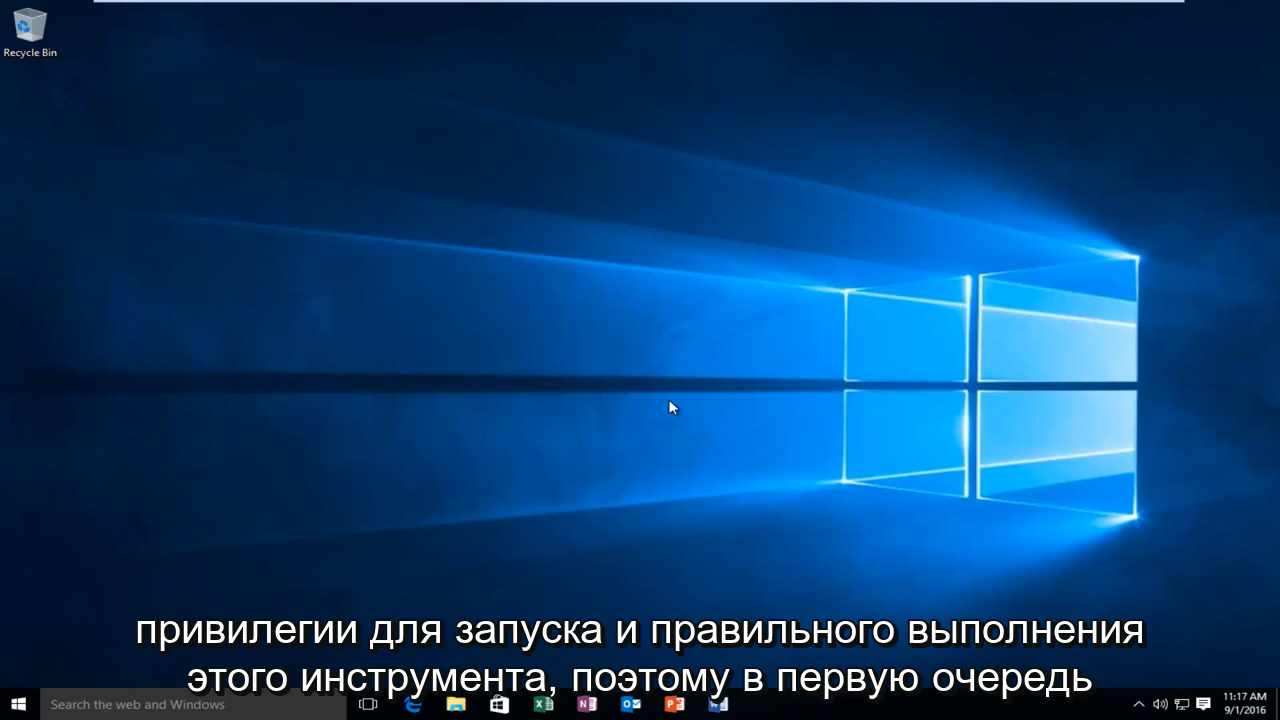 Recycle Bin
привилегии для запуска и правильного выполнения
этого инструмента, поэтому в первую очередь
Search the web and Windows
11:17 AM
9/1/2016